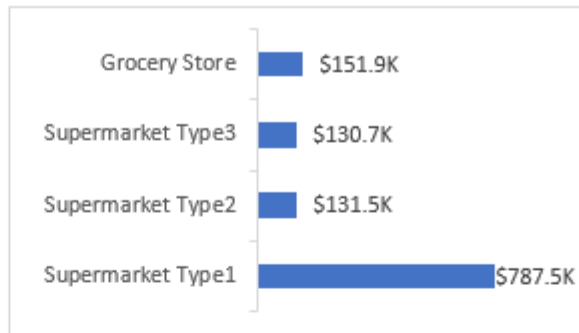 Grocery Store $151.9K
Supermarket Type3 $130.7K
Supermarket Type2 $131.5K
Supermarket Type1 $787.5K